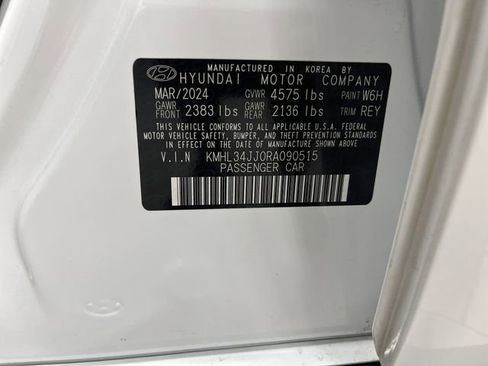 MANUFACTURED IN KOREA BY
HYUNDAI MOTOR COMPANY
MAR/2024 GVWR 4575 lbs PAINT W6H
GAWR FRONT 2383 lbs GAWR REAR 2136 lbs TRIM REY
THIS VEHICLE CONFORMS TO ALL APPLICABLE U.S.A. FEDERAL
MOTOR VEHICLE SAFETY, BUMPER, AND THEFT PREVENTION STANDARDS
IN EFFECT ON THE DATE OF MANUFACTURE SHOWN ABOVE
V.I.N KMHL34JJ0RA090515
PASSENGER CAR